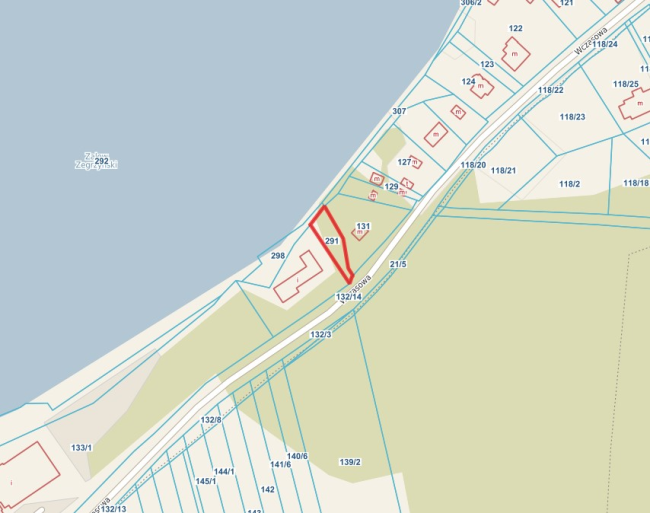 306/2
121
122
Wczasowa
118/24
123
124
m
m
118/22
118/25
m
307
m
118/23
m
Zalew
292
Zegrzyński
127
m
118/20
118/21
m
129
m
118/2
118/18
m
131
291
m
298
21/5
i
Wczasowa
132/14
132/3
132/8
133/1
140/6
139/2
141/6
144/1
i
145/1
142
132/13
143